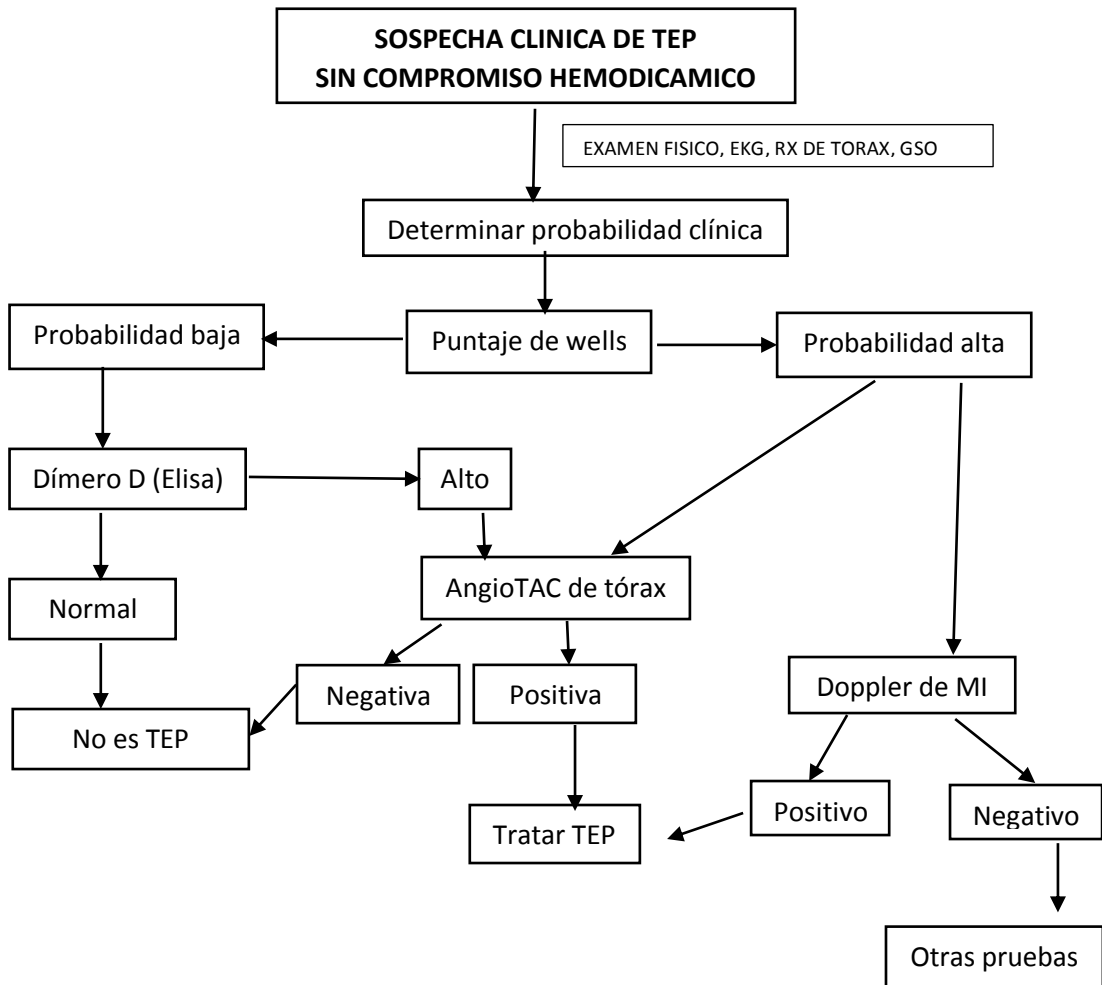 SOSPECHA CLINICA DE TEP
SIN COMPROMISO HEMODICAMICO
EXAMEN FISICO, EKG, RX DE TORAX, GSO
Determinar probabilidad clínica
Probabilidad baja
Puntaje de wells
Probabilidad alta
Dímero D (Elisa)
Alto
Normal
AngioTAC de tórax
Negativa
Positiva
Doppler de MI
No es TEP
Positivo
Negativo
Tratar TEP
Otras pruebas